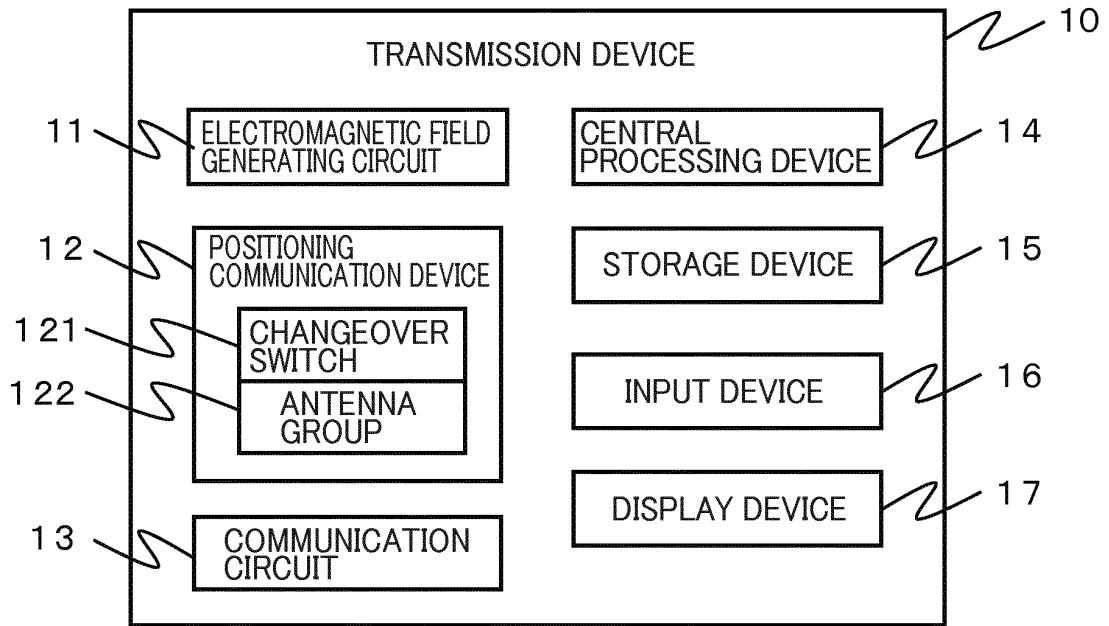 10
TRANSMISSION DEVICE
11
ELECTROMAGNETIC FIELD
GENERATING CIRCUIT
12
POSITIONING
COMMUNICATION DEVICE
121
CHANGEOVER
SWITCH
122
ANTENNA
GROUP
13
COMMUNICATION
CIRCUIT
CENTRAL
PROCESSING DEVICE
14
STORAGE DEVICE
15
INPUT DEVICE
16
DISPLAY DEVICE
17